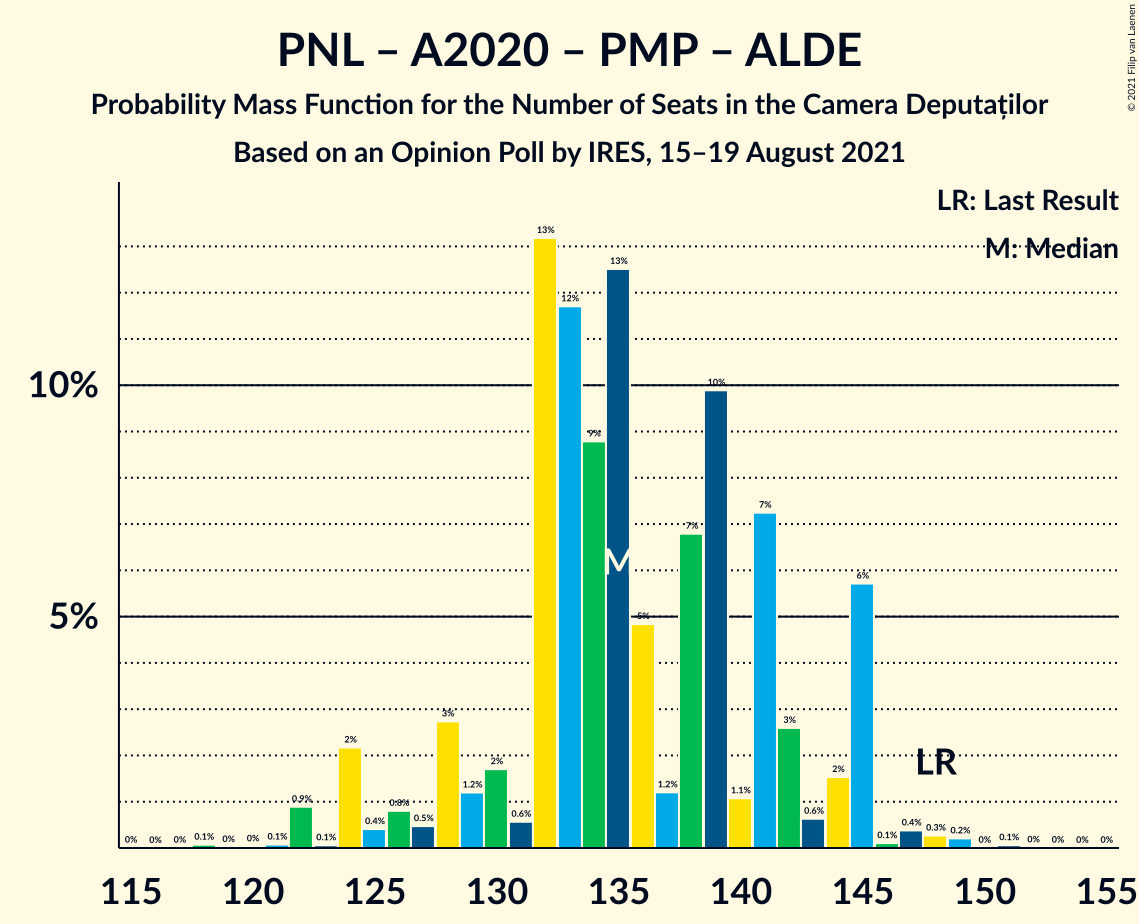 PNL – A2020 – PMP – ALDE
Probability Mass Function for the Number of Seats in the Camera Deputaților
Based on an Opinion Poll by IRES, 15–19 August 2021
© 2021 Filip van Laenen
LR: Last Result
M: Median
10%
5%
0% 0% 0% 0.1% 0% 0% 0.1% 0.9% 0.1% 2% 0.4% 0.8% 0.5% 3% 1.2% 2% 0.6% 13% 12% 9% 13% 5% 1.2% 7% 10% 1.1% 7% 3% 0.6% 2% 6% 0.1% 0.4% 0.3% 0.2% 0% 0.1% 0% 0% 0% 0%
M
LR
115 120 125 130 135 140 145 150 155